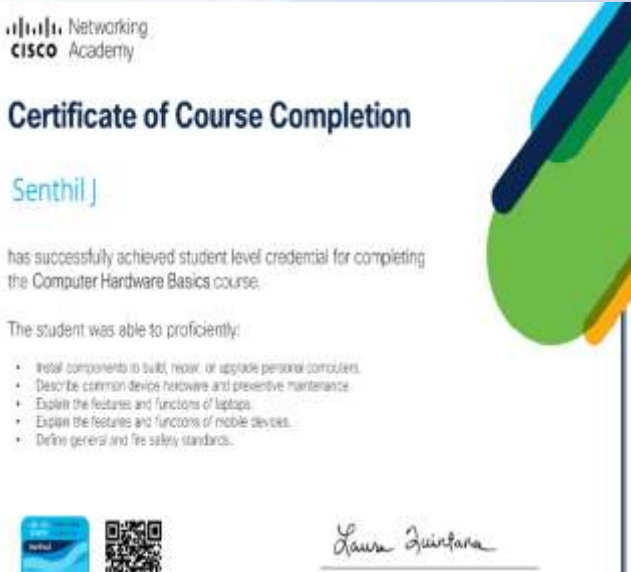 Networking
CISCO Academy
Certificate of Course Completion
Senthil J
has successfully achieved student level credential for completing
the Computer Hardware Basics course.
The student was able to proficiently:
• Install components to build, repair, or upgrade personal computers.
• Describe common device hardware and preventive maintenance.
• Explain the features and functions of laptops.
• Explain the features and functions of mobile devices.
• Define general and fire safety standards.
Laura Quintana